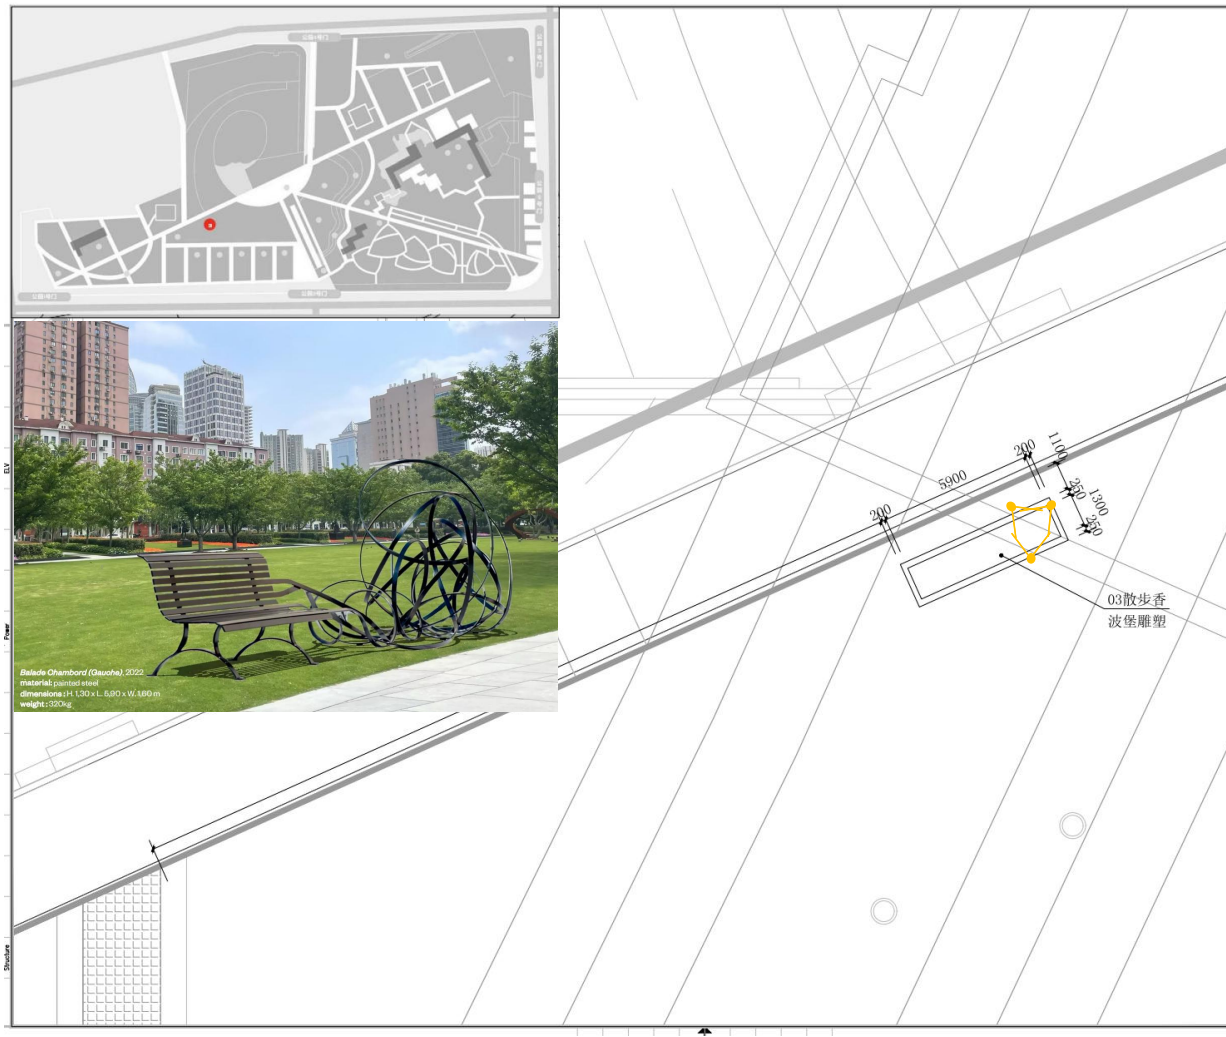 ELV
Power
Structure
Balade Chambord (Gauche), 2022
material: painted steel
dimensions: H. 1,30 x L. 5,90 x W. 1,60 m
weight: 320kg
200
5900
200
1100
250
1300
250
03散步香
波堡雕塑